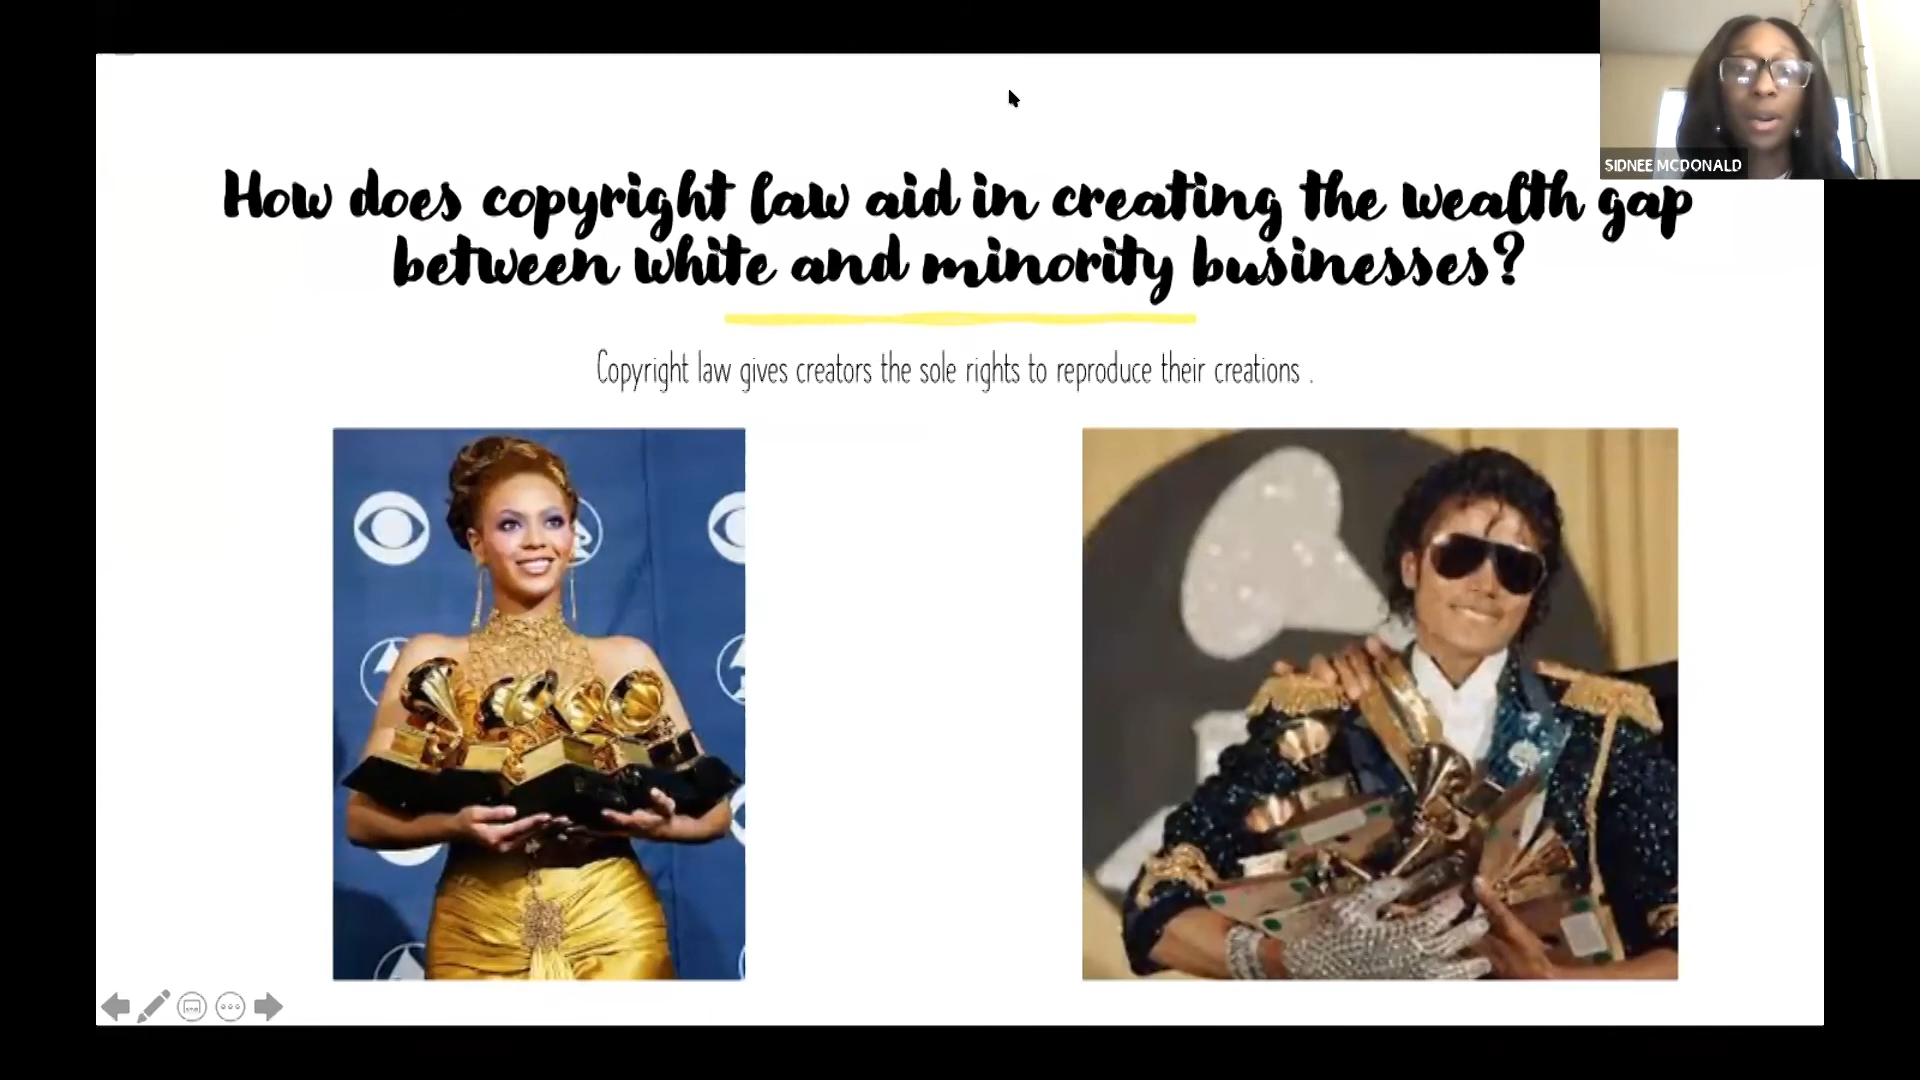 SIDNEE MCDONALD
How does copyright law aid in creating the wealth gap
between white and minority businesses?
Copyright law gives creators the sole rights to reproduce their creations .